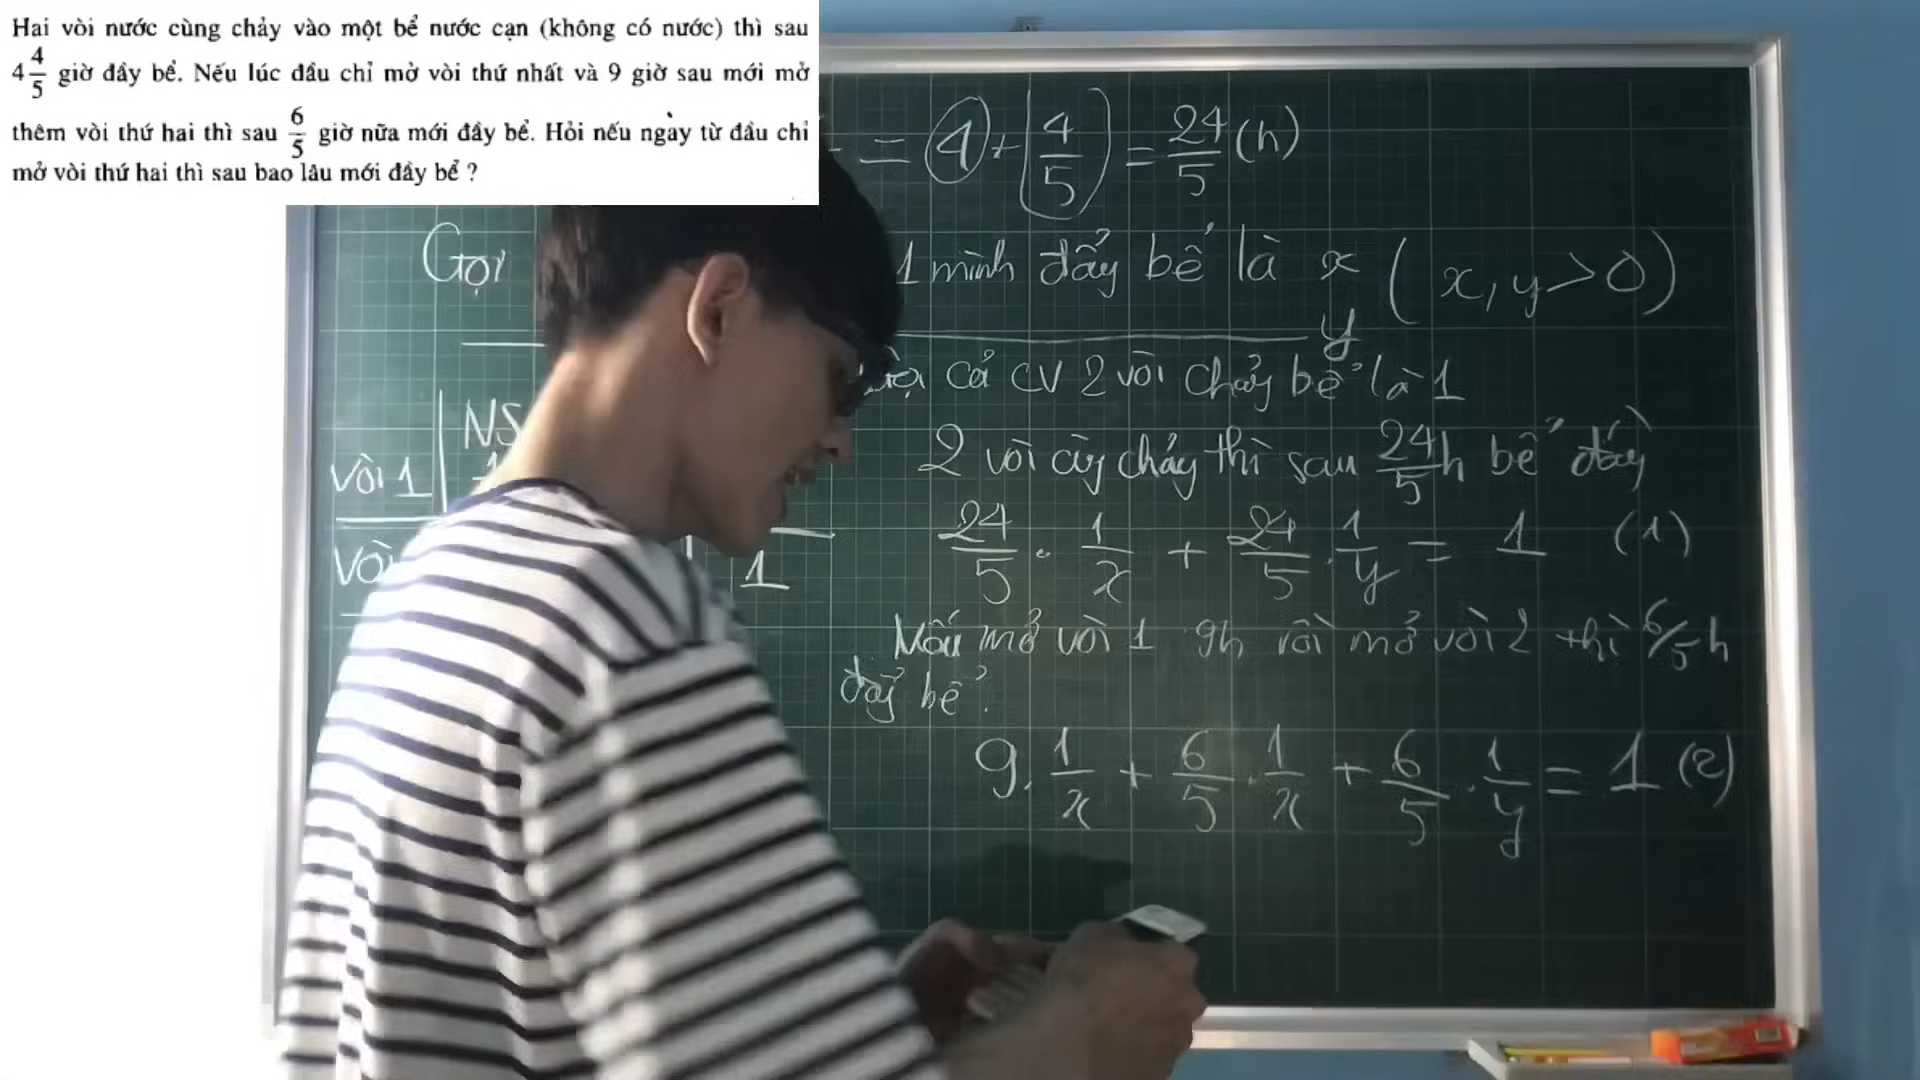 Hai vòi nước cùng chảy vào một bể nước cạn (không có nước) thì sau
4 4/5 giờ đầy bể. Nếu lúc đầu chỉ mở vòi thứ nhất và 9 giờ sau mới mở
thêm vòi thứ hai thì sau 6/5 giờ nữa mới đầy bể. Hỏi nếu ngay từ đầu chỉ
mở vòi thứ hai thì sau bao lâu mới đầy bể ?
= 4 + 4/5 = 24/5 (h)
Gọi 1 mình đầy bể là x ( x, y > 0 )
y
cả CV 2 vòi chảy bể là 1
NS
vòi 1
2 vòi cùg chảy thì sau 24/5 h bể đầy
24/5 . 1/x + 24/5 . 1/y = 1 (1)
1
mở vòi 1 9h rồi mở vòi 2 thì 6/5 h
đầy bể.
9. 1/x + 6/5 . 1/x + 6/5 . 1/y = 1 (2)